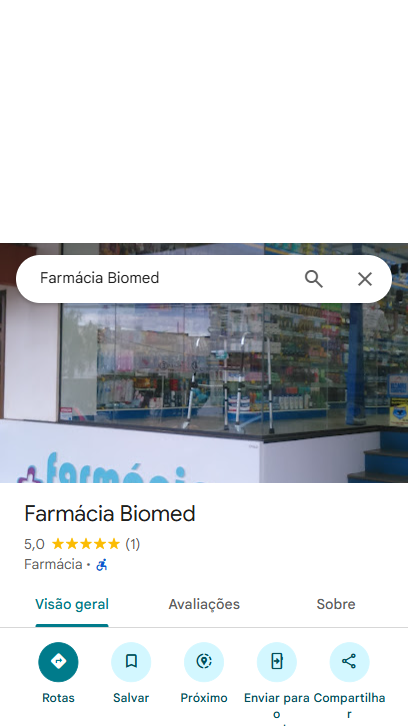 Farmácia Biomed
farmácia
Farmácia Biomed
5,0 ★★★★★ (1)
Farmácia ·
Visão geral Avaliações Sobre
Rotas Salvar Próximo Enviar para o Compartilhar